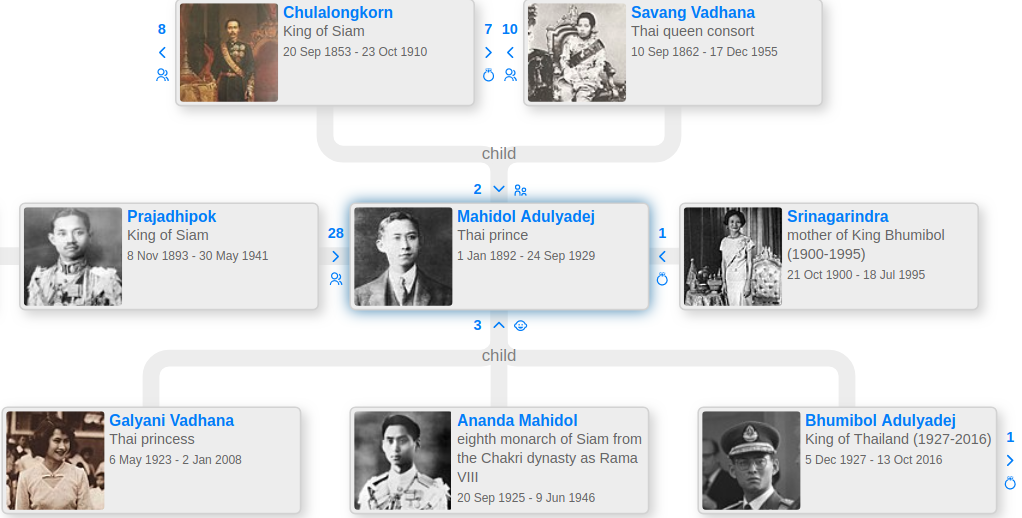 Chulalongkorn
King of Siam
20 Sep 1853 - 23 Oct 1910
8
7
10
Savang Vadhana
Thai queen consort
10 Sep 1862 - 17 Dec 1955
child
2
Prajadhipok
King of Siam
8 Nov 1893 - 30 May 1941
28
Mahidol Adulyadej
Thai prince
1 Jan 1892 - 24 Sep 1929
1
Srinagarindra
mother of King Bhumibol
(1900-1995)
21 Oct 1900 - 18 Jul 1995
3
child
Galyani Vadhana
Thai princess
6 May 1923 - 2 Jan 2008
Ananda Mahidol
eighth monarch of Siam from
the Chakri dynasty as Rama
VIII
20 Sep 1925 - 9 Jun 1946
Bhumibol Adulyadej
King of Thailand (1927-2016)
5 Dec 1927 - 13 Oct 2016
1